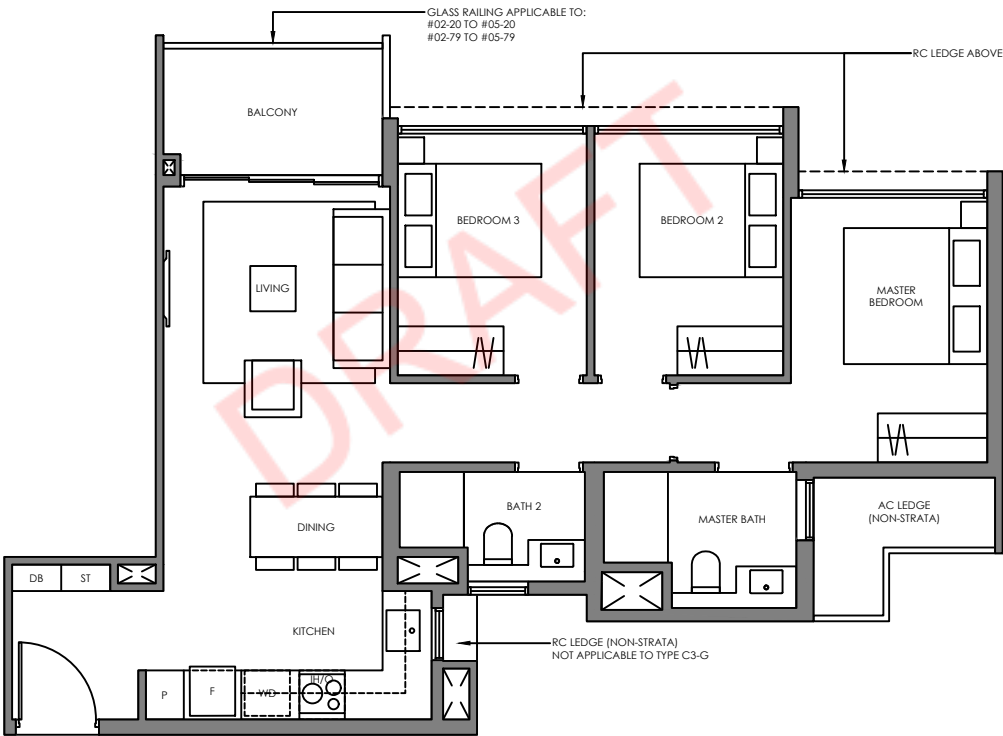 GLASS RAILING APPLICABLE TO:
#02-20 TO #05-20
#02-79 TO #05-79
RC LEDGE ABOVE
BALCONY
BEDROOM 3
BEDROOM 2
LIVING
MASTER
BEDROOM
DRAFT
BATH 2
MASTER BATH
AC LEDGE
(NON-STRATA)
DINING
DB
ST
KITCHEN
RC LEDGE (NON-STRATA)
NOT APPLICABLE TO TYPE C3-G
P
F
WD
IH/O